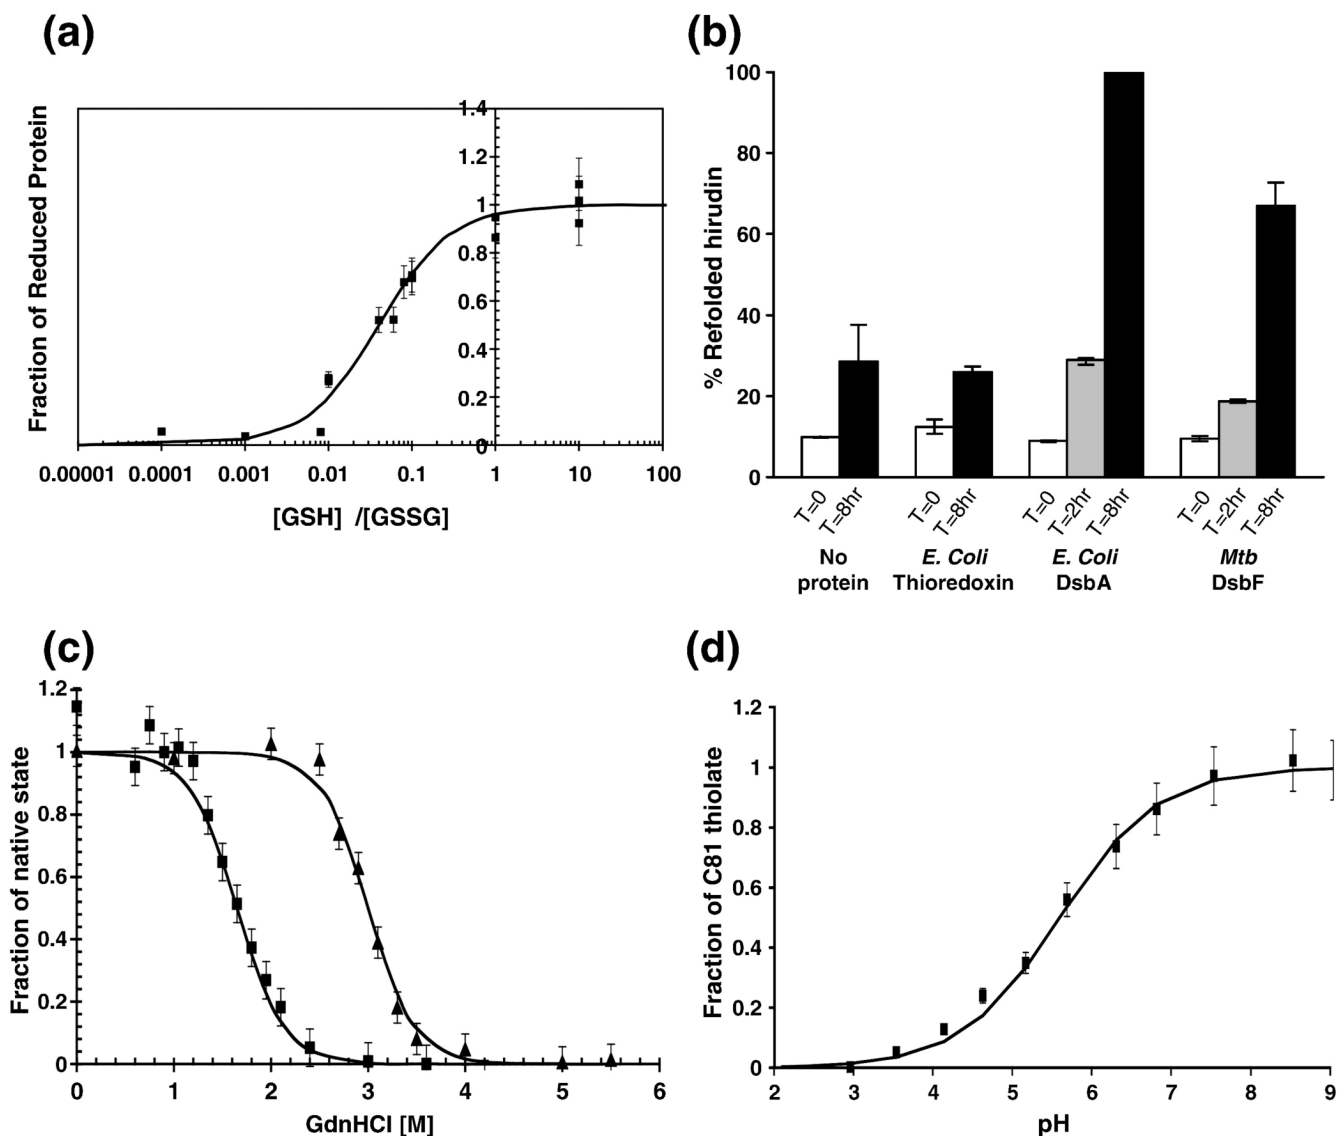 (a)
Fraction of Reduced Protein
1.4
1.2
1
0.8
0.6
0.4
0.2
0
0.00001 0.0001 0.001 0.01 0.1 1 10 100
[GSH] /[GSSG]
(b)
% Refolded hirudin
100
80
60
40
20
0
T=0 T=8hr T=0 T=8hr T=0 T=2hr T=8hr T=0 T=2hr T=8hr
No protein
E. Coli Thioredoxin
E. Coli DsbA
Mtb DsbF
(c)
Fraction of native state
1.2
1
0.8
0.6
0.4
0.2
0
0 1 2 3 4 5 6
GdnHCl [M]
(d)
Fraction of C81 thiolate
1.2
1
0.8
0.6
0.4
0.2
0
2 3 4 5 6 7 8 9
pH